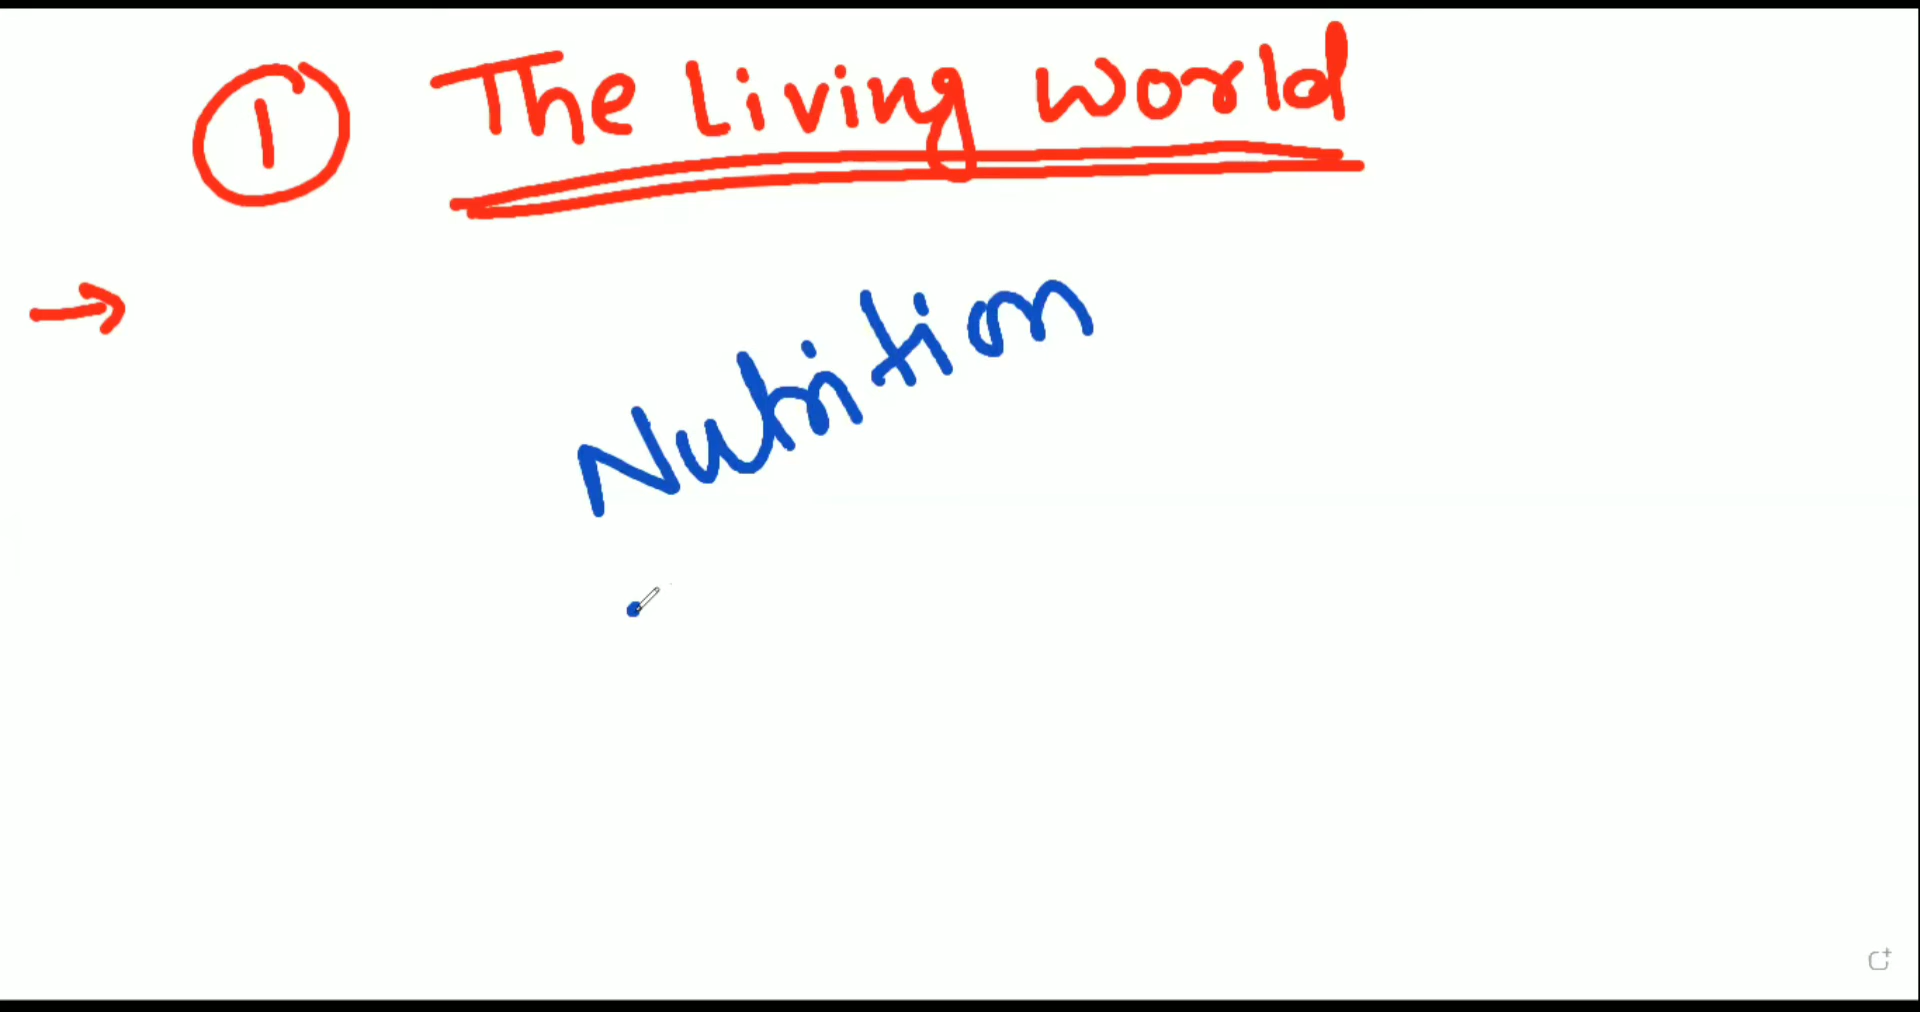 1 The Living World
→
Nutrition